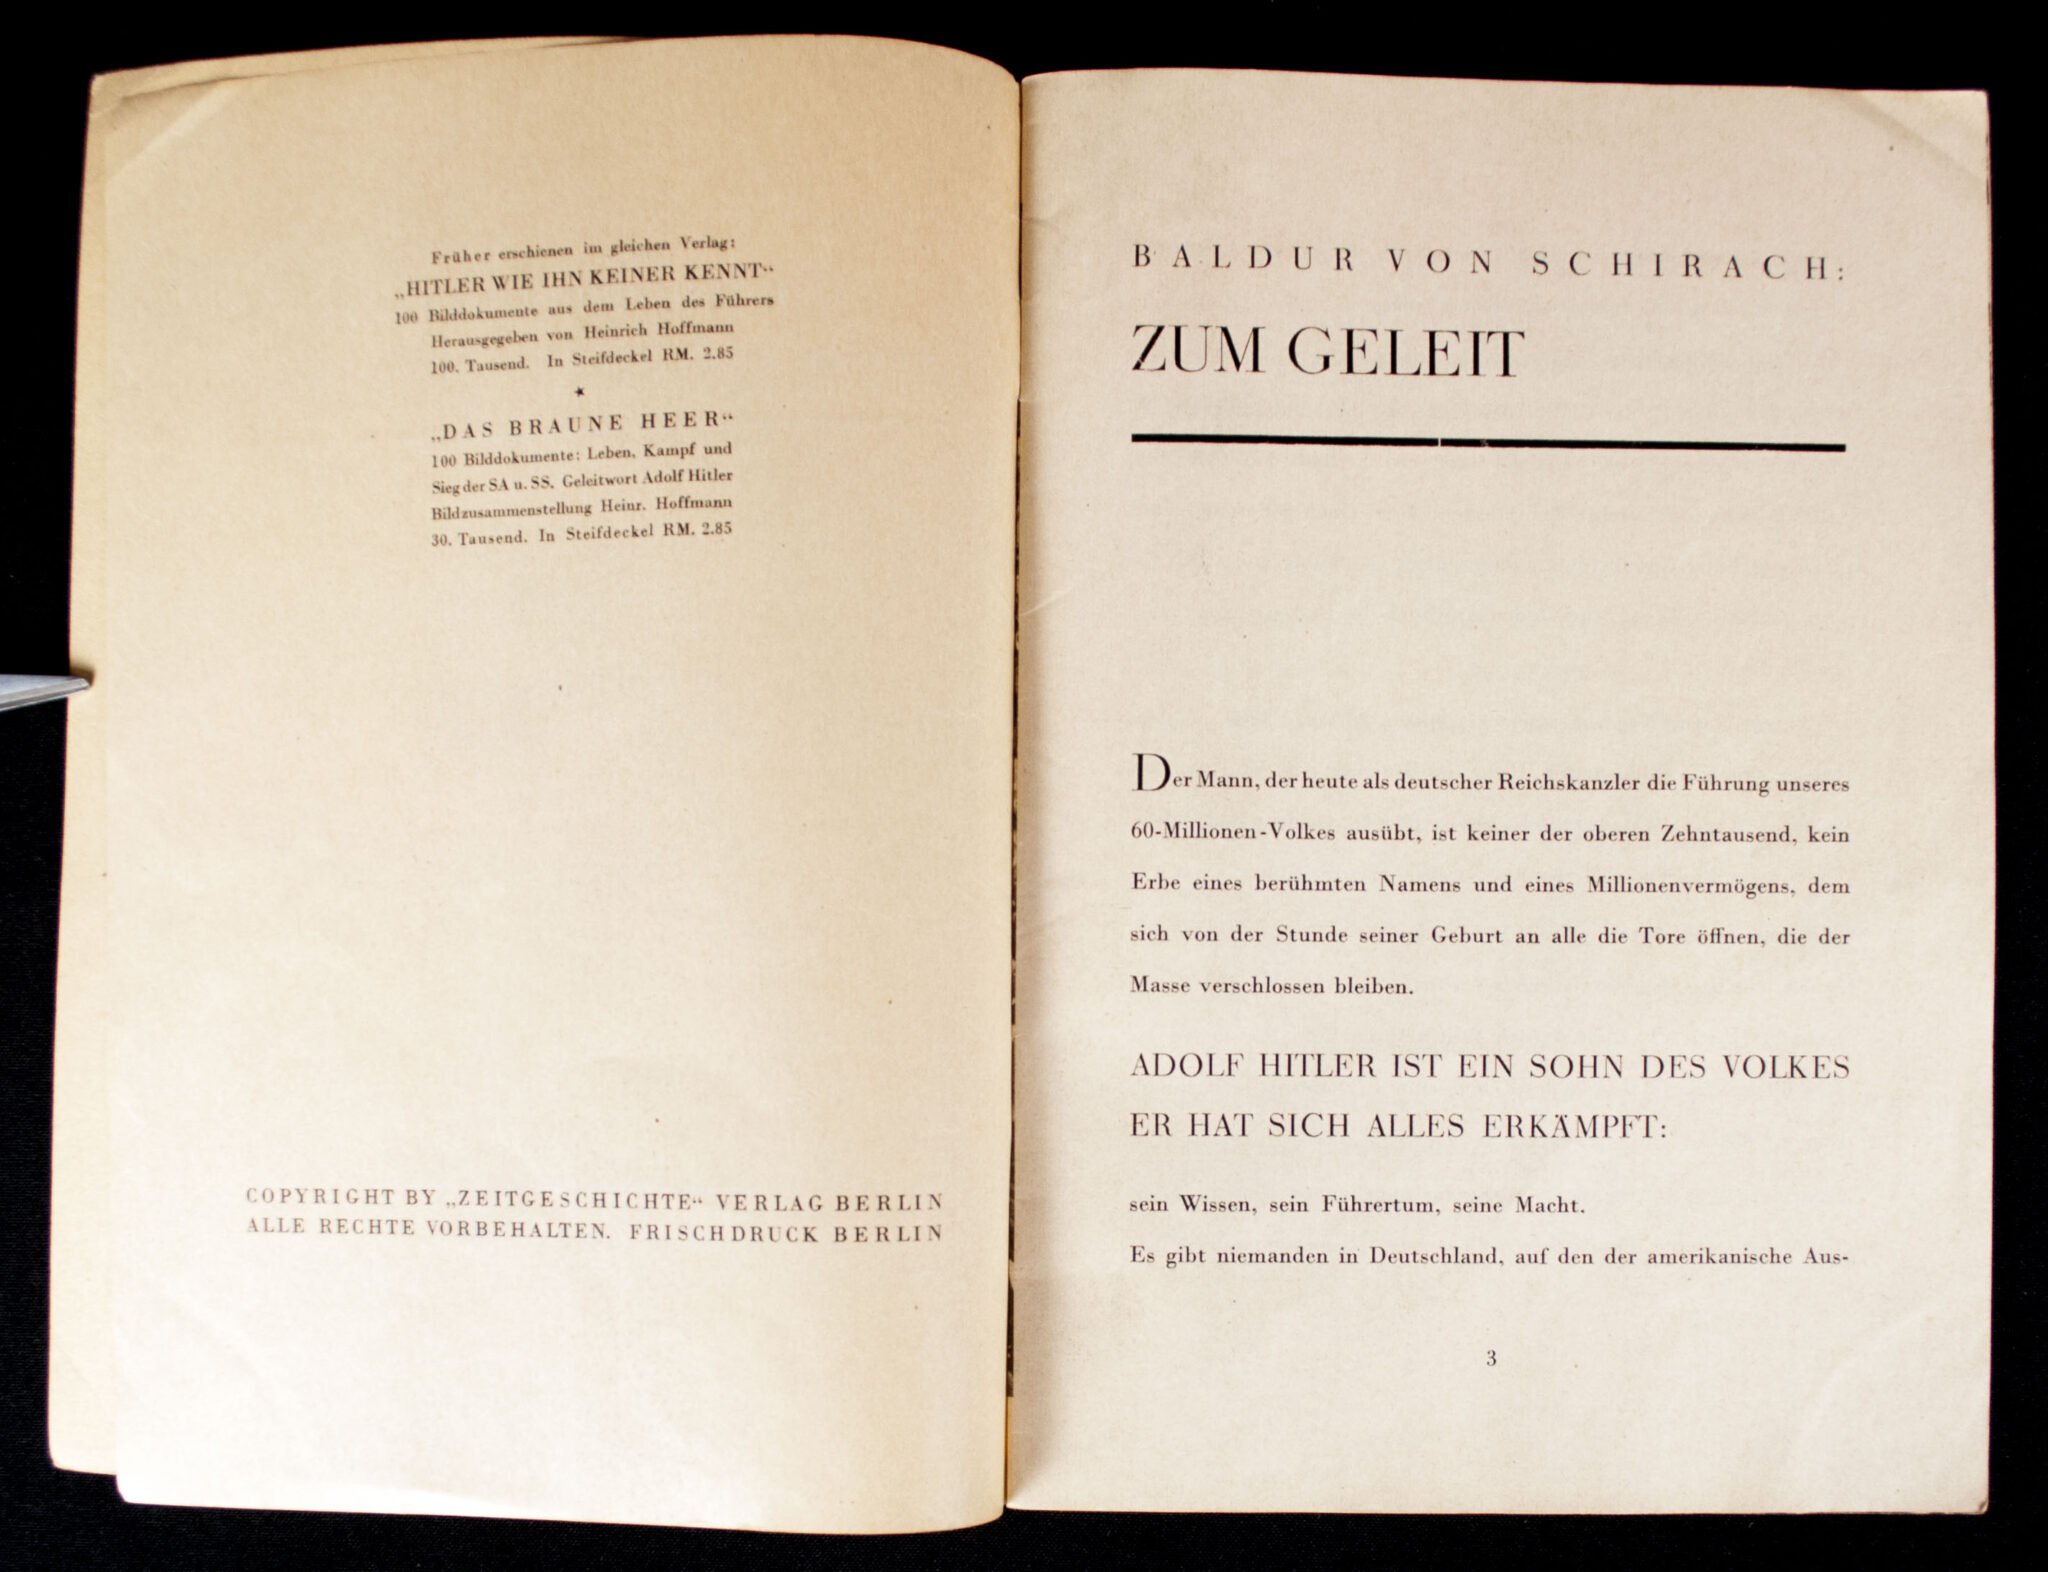 Früher erschienen im gleichen Verlag:
„HITLER WIE IHN KEINER KENNT“
100 Bilddokumente aus dem Leben des Führers
Herausgegeben von Heinrich Hoffmann
100. Tausend. In Steifdeckel RM. 2.85
★
„DAS BRAUNE HEER“
100 Bilddokumente: Leben, Kampf und
Sieg der SA u. SS. Geleitwort Adolf Hitler
Bildzusammenstellung Heinr. Hoffmann
30. Tausend. In Steifdeckel RM. 2.85
COPYRIGHT BY „ZEITGESCHICHTE“ VERLAG BERLIN
ALLE RECHTE VORBEHALTEN. FRISCHDRUCK BERLIN
BALDUR VON SCHIRACH:
ZUM GELEIT
Der Mann, der heute als deutscher Reichskanzler die Führung unseres
60-Millionen-Volkes ausübt, ist keiner der oberen Zehntausend, kein
Erbe eines berühmten Namens und eines Millionenvermögens, dem
sich von der Stunde seiner Geburt an alle die Tore öffnen, die der
Masse verschlossen bleiben.
ADOLF HITLER IST EIN SOHN DES VOLKES
ER HAT SICH ALLES ERKÄMPFT:
sein Wissen, sein Führertum, seine Macht.
Es gibt niemanden in Deutschland, auf den der amerikanische Aus-
3